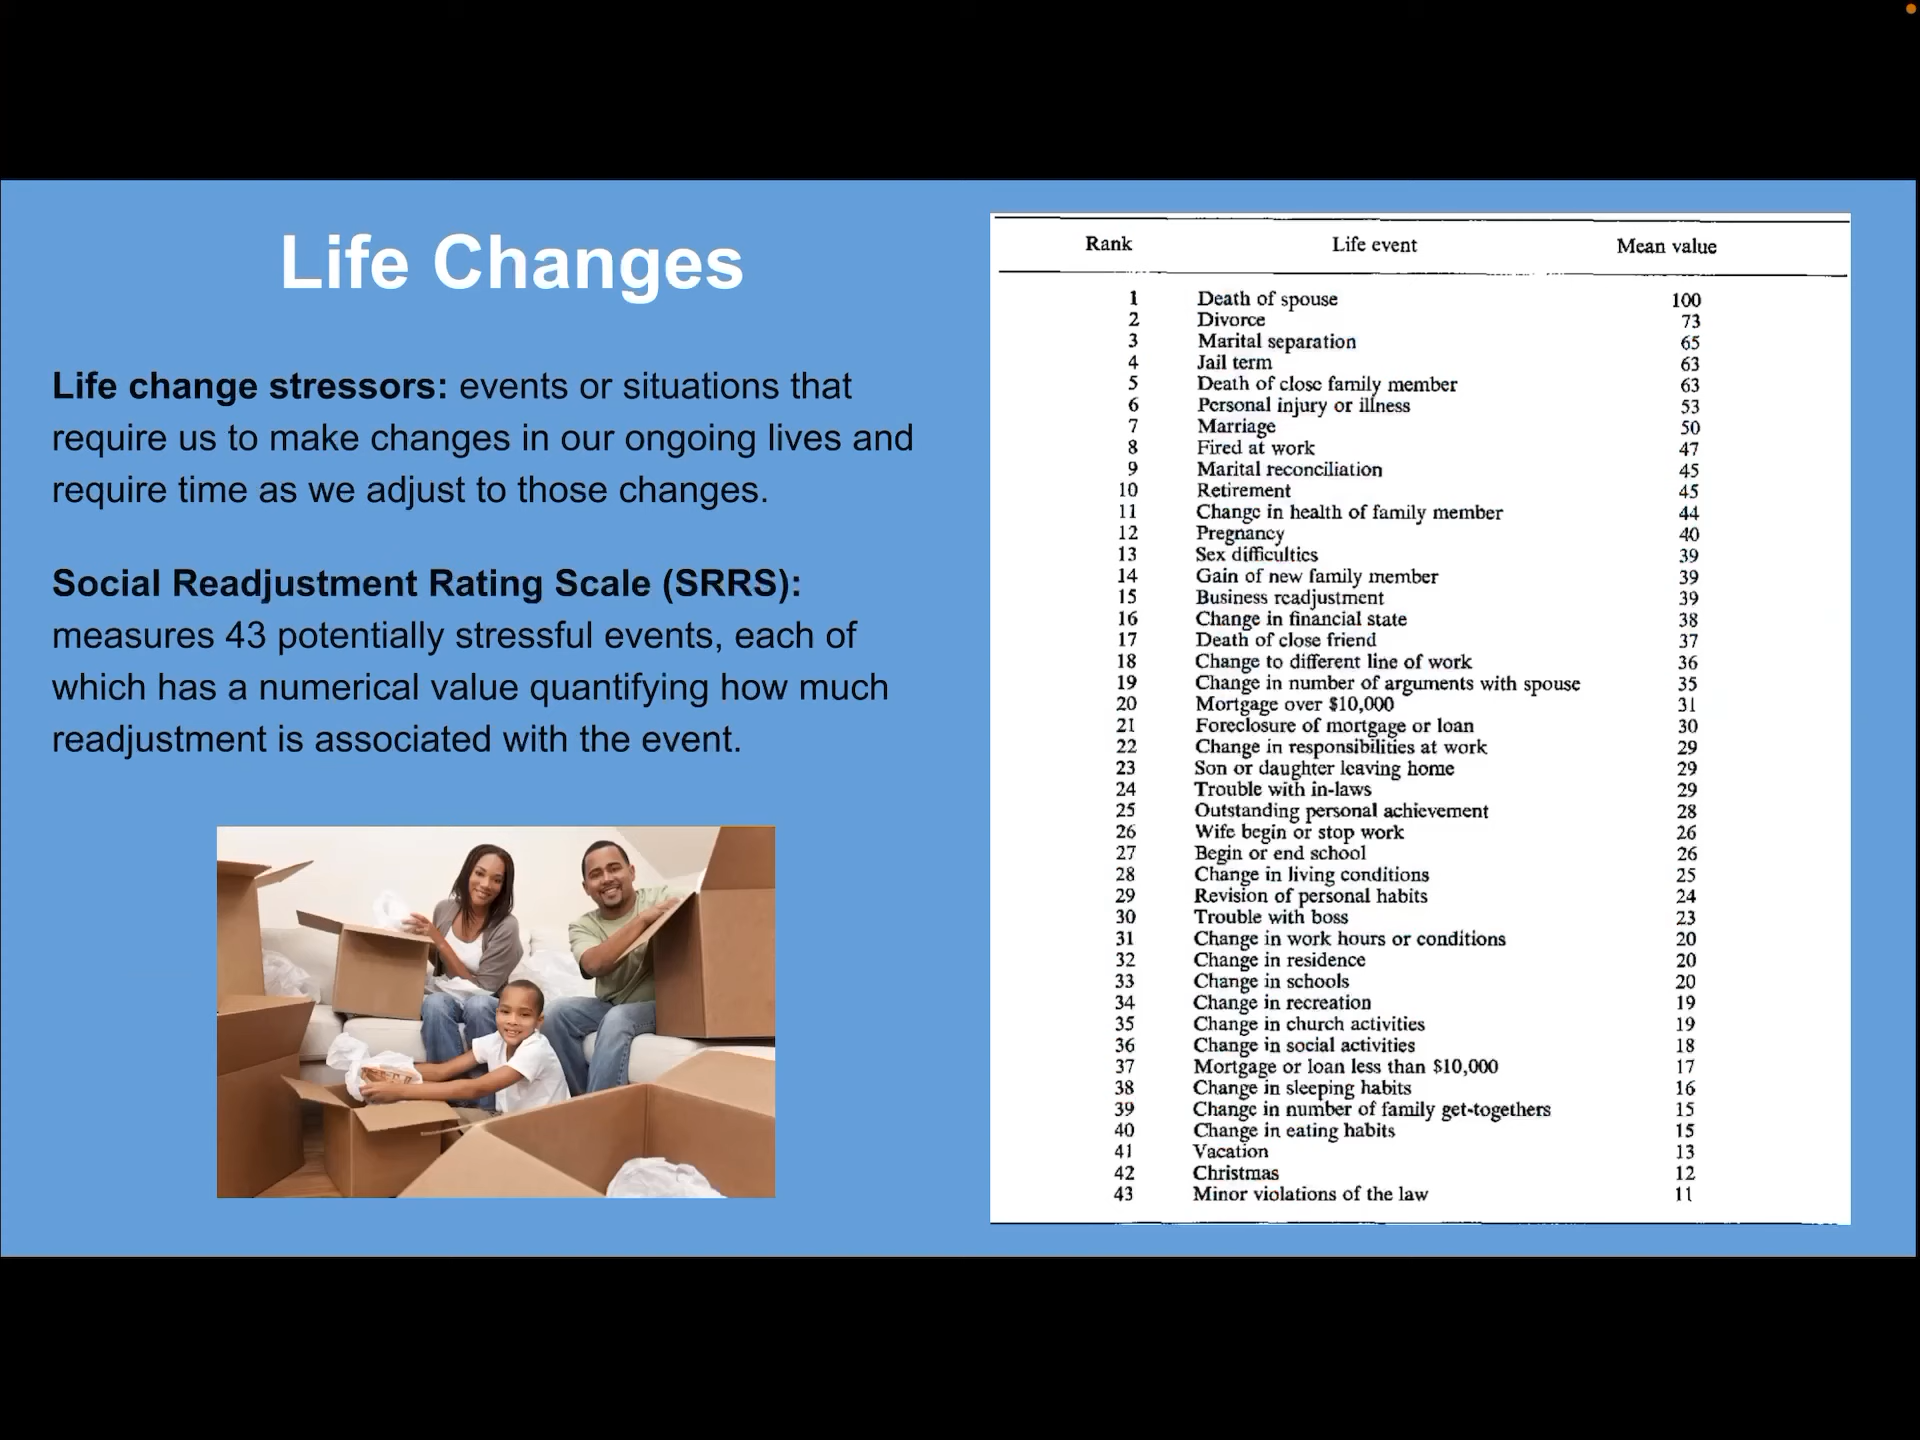 Life Changes
Life change stressors: events or situations that
require us to make changes in our ongoing lives and
require time as we adjust to those changes.
Social Readjustment Rating Scale (SRRS):
measures 43 potentially stressful events, each of
which has a numerical value quantifying how much
readjustment is associated with the event.
Rank Life event Mean value
1 Death of spouse 100
2 Divorce 73
3 Marital separation 65
4 Jail term 63
5 Death of close family member 63
6 Personal injury or illness 53
7 Marriage 50
8 Fired at work 47
9 Marital reconciliation 45
10 Retirement 45
11 Change in health of family member 44
12 Pregnancy 40
13 Sex difficulties 39
14 Gain of new family member 39
15 Business readjustment 39
16 Change in financial state 38
17 Death of close friend 37
18 Change to different line of work 36
19 Change in number of arguments with spouse 35
20 Mortgage over $10,000 31
21 Foreclosure of mortgage or loan 30
22 Change in responsibilities at work 29
23 Son or daughter leaving home 29
24 Trouble with in-laws 29
25 Outstanding personal achievement 28
26 Wife begin or stop work 26
27 Begin or end school 26
28 Change in living conditions 25
29 Revision of personal habits 24
30 Trouble with boss 23
31 Change in work hours or conditions 20
32 Change in residence 20
33 Change in schools 20
34 Change in recreation 19
35 Change in church activities 19
36 Change in social activities 18
37 Mortgage or loan less than $10,000 17
38 Change in sleeping habits 16
39 Change in number of family get-togethers 15
40 Change in eating habits 15
41 Vacation 13
42 Christmas 12
43 Minor violations of the law 11